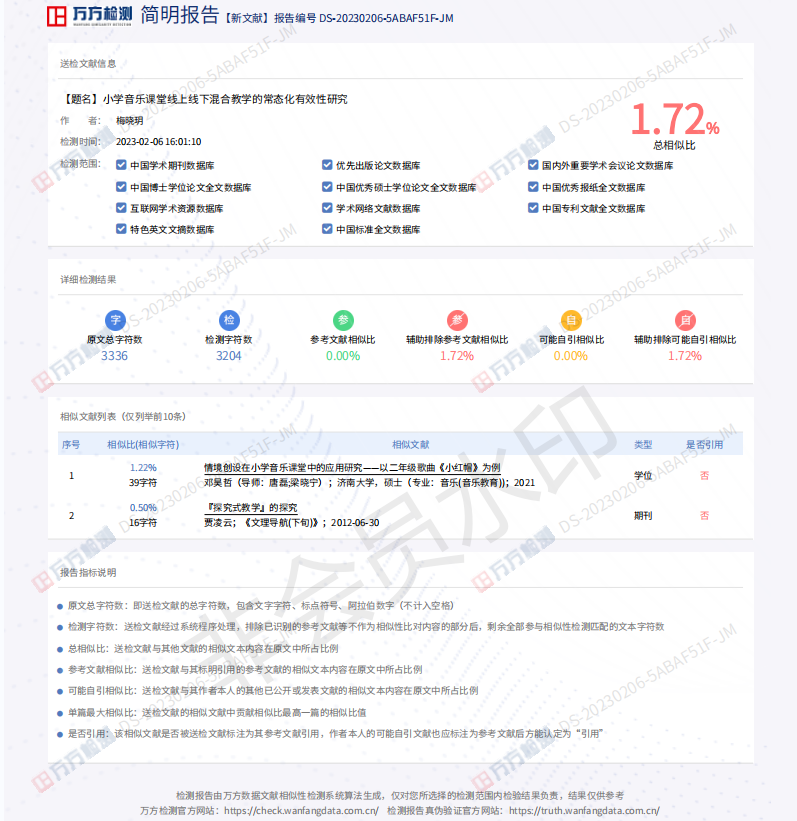 万方检测
WANFANG SIMILARITY DETECTION
简明报告【新文献】报告编号 DS-20230206-5ABAF51F-JM
送检文献信息
【题名】小学音乐课堂线上线下混合教学的常态化有效性研究
作　者： 梅晓玥
检测时间： 2023-02-06 16:01:10
1.72%
总相似比
检测范围： 中国学术期刊数据库 优先出版论文数据库 国内外重要学术会议论文数据库
中国博士学位论文全文数据库 中国优秀硕士学位论文全文数据库 中国优秀报纸全文数据库
互联网学术资源数据库 学术网络文献数据库 中国专利文献全文数据库
特色英文文摘数据库 中国标准全文数据库
详细检测结果
字 检 参 参 自 自
原文总字符数 检测字符数 参考文献相似比 辅助排除参考文献相似比 可能自引相似比 辅助排除可能自引相似比
3336 3204 0.00% 1.72% 0.00% 1.72%
相似文献列表（仅列举前10条）
序号 相似比(相似字符) 相似文献 类型 是否引用
1 1.22% 39字符 情境创设在小学音乐课堂中的应用研究——以二年级歌曲《小红帽》为例 学位 否
邓昊哲（导师：唐磊;梁晓宁）；济南大学，硕士（专业：音乐(音乐教育)）；2021
2 0.50% 16字符 『探究式教学』的探究 期刊 否
贾凌云；《文理导航(下旬)》；2012-06-30
报告指标说明
原文总字符数：即送检文献的总字符数，包含文字字符、标点符号、阿拉伯数字（不计入空格）
检测字符数：送检文献经过系统程序处理，排除已识别的参考文献等不作为相似性比对内容的部分后，剩余全部参与相似性检测匹配的文本字符数
总相似比：送检文献与其他文献的相似文本内容在原文中所占比例
参考文献相似比：送检文献与其标明引用的参考文献的相似文本内容在原文中所占比例
可能自引相似比：送检文献与其作者本人的其他已公开或发表文献的相似文本内容在原文中所占比例
单篇最大相似比：送检文献的相似文献中贡献相似比最高一篇的相似比值
是否引用：该相似文献是否被送检文献标注为其参考文献引用，作者本人的可能自引文献也应标注为参考文献后方能认定为“引用”
非会员水印
万方检测 DS-20230206-5ABAF51F-JM
检测报告由万方数据文献相似性检测系统算法生成，仅对您所选择的检测范围内检验结果负责，结果仅供参考
万方检测官方网站：https://check.wanfangdata.com.cn/ 检测报告真伪验证官方网站：https://truth.wanfangdata.com.cn/